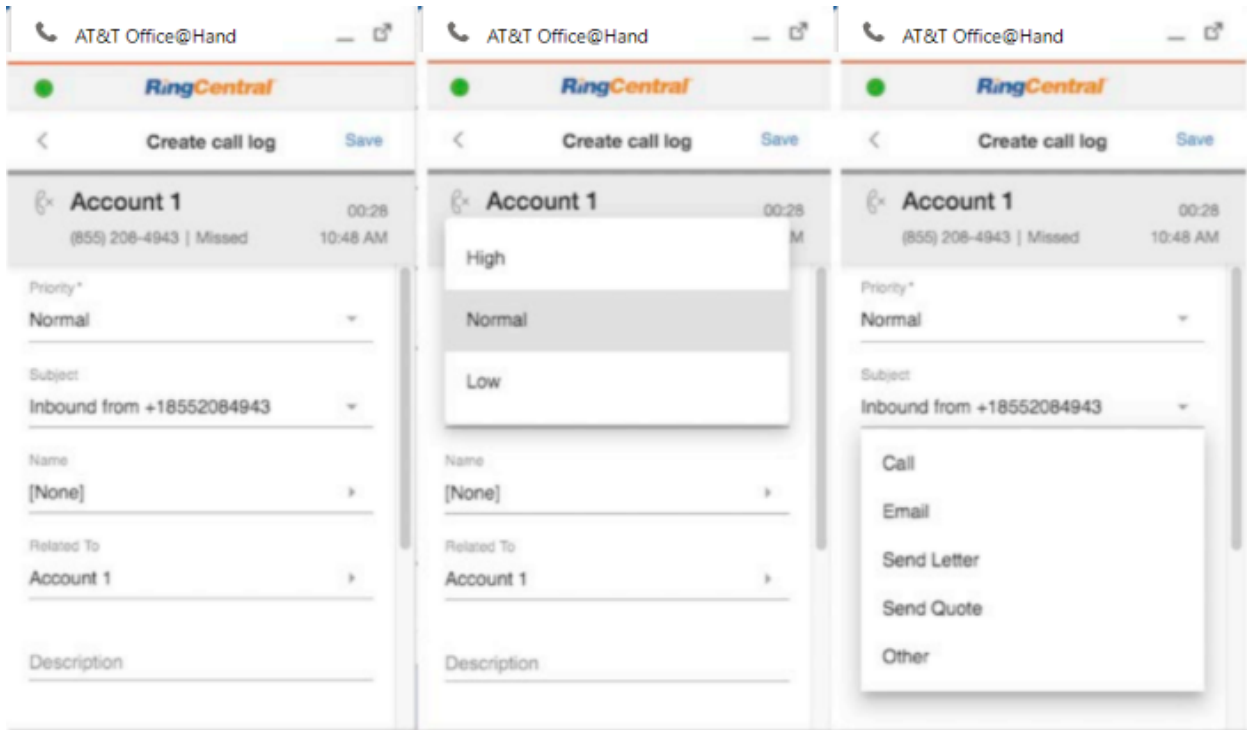 AT&T Office@Hand
RingCentral
Create call log Save
Account 1 00:28
(855) 208-4943 | Missed 10:48 AM
Priority*
Normal
Subject
Inbound from +18552084943
Name
[None]
Related To
Account 1
Description
AT&T Office@Hand
RingCentral
Create call log Save
Account 1 00:28
M
High
Normal
Low
Name
[None]
Related To
Account 1
Description
AT&T Office@Hand
RingCentral
Create call log Save
Account 1 00:28
(855) 208-4943 | Missed 10:48 AM
Priority*
Normal
Subject
Inbound from +18552084943
Call
Email
Send Letter
Send Quote
Other